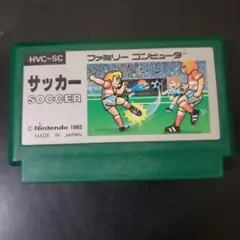 HVC-SC
ファミリー コンピュータ
サッカー
SOCCER
© Nintendo 1985
MADE IN JAPAN